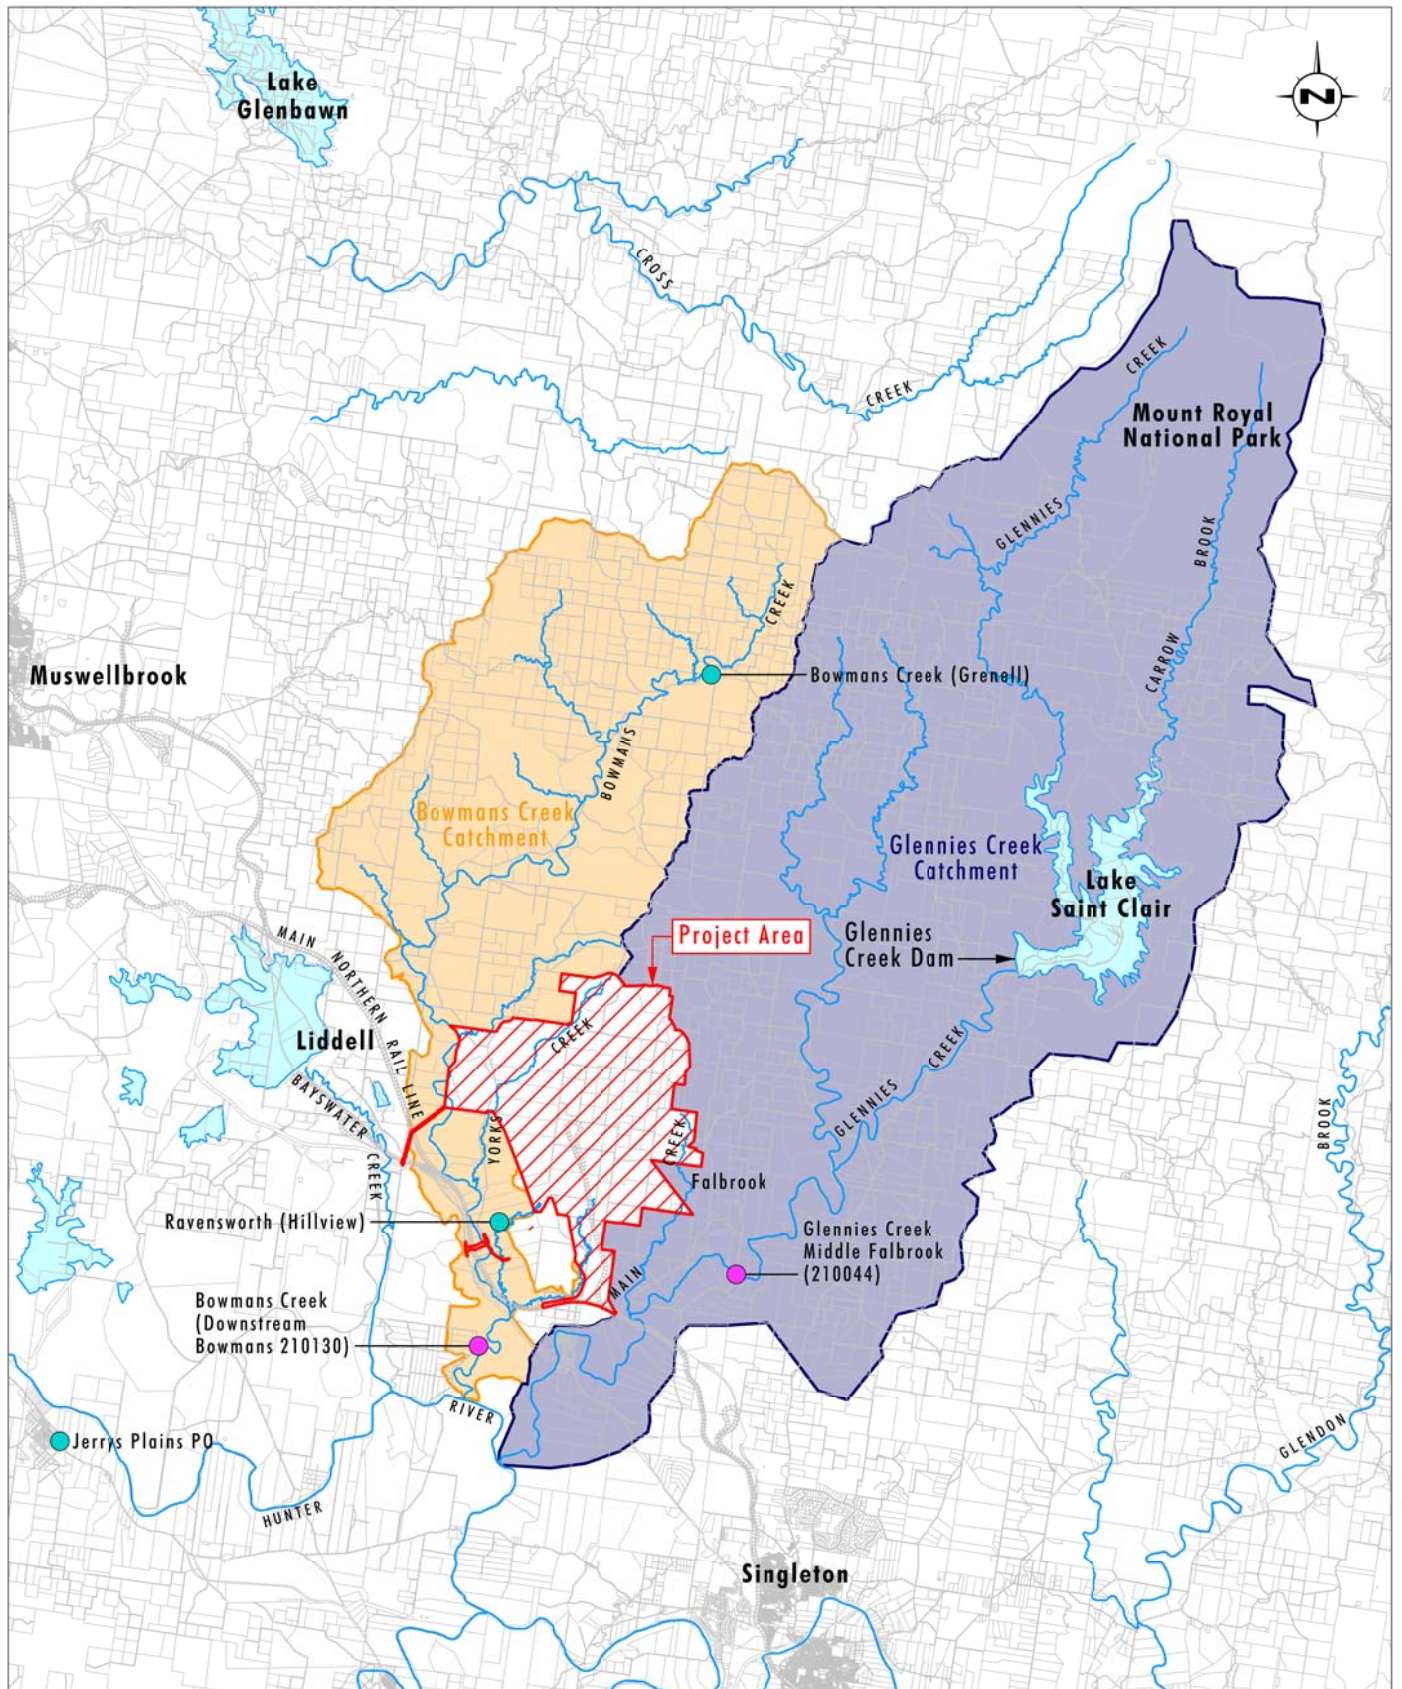 Lake
Glenbawn
N
CROSS
CREEK
CREEK
Mount Royal
National Park
GLENNIES
BROOK
CREEK
Muswellbrook
Bowmans Creek (Grenell)
CARROW
BOWMANS
Bowmans Creek
Catchment
Glennies Creek
Catchment
Lake
Saint Clair
Project Area
Glennies
Creek Dam
MAIN NORTHERN RAIL LINE
Liddell
CREEK
CREEK
BAYSWATER
CREEK
GLENNIES
BROOK
YORKS
CREEK
Falbrook
Ravensworth (Hillview)
Glennies Creek
Middle Falbrook
(210044)
MAIN
Bowmans Creek
(Downstream
Bowmans 210130)
RIVER
Jerrys Plains PO
GLENDON
HUNTER
Singleton